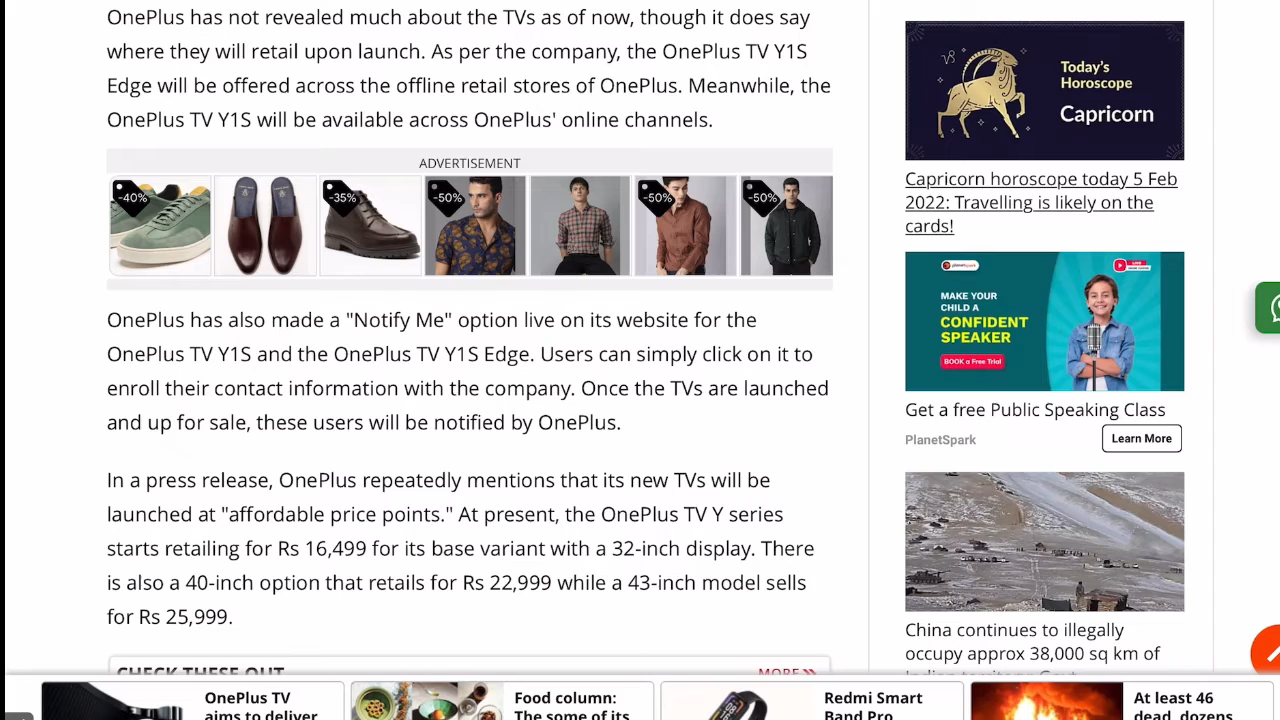 OnePlus has not revealed much about the TVs as of now, though it does say
where they will retail upon launch. As per the company, the OnePlus TV Y1S
Edge will be offered across the offline retail stores of OnePlus. Meanwhile, the
OnePlus TV Y1S will be available across OnePlus' online channels.
ADVERTISEMENT
-40%
-35%
-50%
-50%
-50%
OnePlus has also made a "Notify Me" option live on its website for the
OnePlus TV Y1S and the OnePlus TV Y1S Edge. Users can simply click on it to
enroll their contact information with the company. Once the TVs are launched
and up for sale, these users will be notified by OnePlus.
In a press release, OnePlus repeatedly mentions that its new TVs will be
launched at "affordable price points." At present, the OnePlus TV Y series
starts retailing for Rs 16,499 for its base variant with a 32-inch display. There
is also a 40-inch option that retails for Rs 22,999 while a 43-inch model sells
for Rs 25,999.
CHECK THESE OUT
MORE
Today's
Horoscope
Capricorn
Capricorn horoscope today 5 Feb
2022: Travelling is likely on the
cards!
planetspark
LIVE
MAKE YOUR
CHILD A
CONFIDENT
SPEAKER
BOOK a Free Trial
Get a free Public Speaking Class
PlanetSpark
Learn More
China continues to illegally
occupy approx 38,000 sq km of
Indian territory: Govt
OnePlus TV
aims to deliver
Food column:
The some of its
Redmi Smart
Band Pro
At least 46
dead, dozens